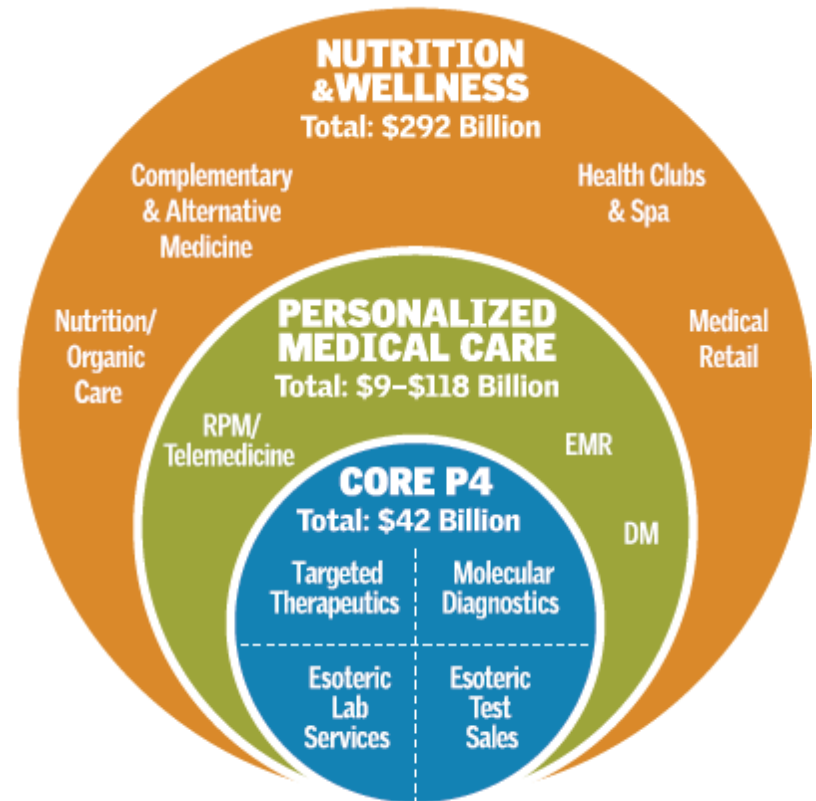 NUTRITION
&WELLNESS
Total: $292 Billion
Complementary
& Alternative
Medicine
Health Clubs
& Spa
Nutrition/
Organic
Care
Medical
Retail
PERSONALIZED
MEDICAL CARE
Total: $9–$118 Billion
RPM/
Telemedicine
EMR
DM
CORE P4
Total: $42 Billion
Targeted
Therapeutics
Molecular
Diagnostics
Esoteric
Lab
Services
Esoteric
Test
Sales